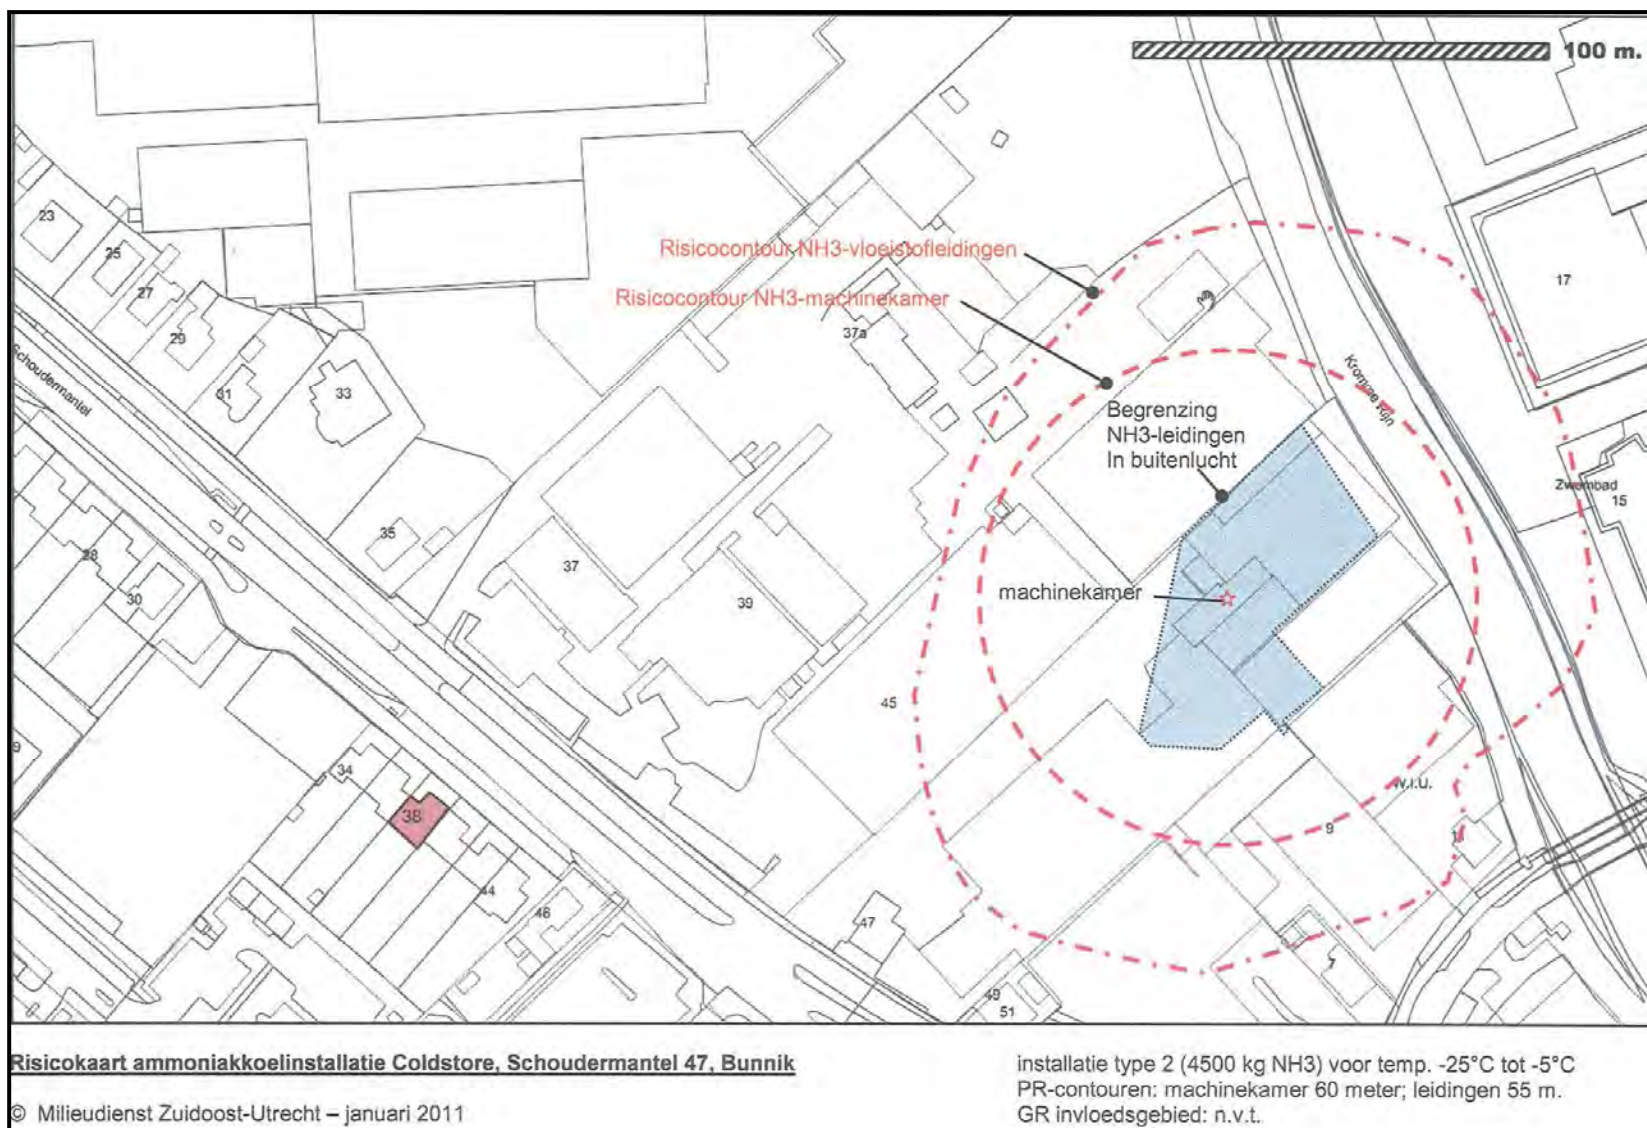 100 m.
23
25
27
29
31
33
Schoudermantel
Risicocontour NH3-vloeistofleidingen
Risicocontour NH3-machinekamer
37a
17
Kromme Rijn
Begrenzing
NH3-leidingen
In buitenlucht
Zwembad
15
machinekamer
35
37
39
28
30
45
9
34
38
W.I.U.
9
11
44
46
47
7
49
51
Risicokaart ammoniakkoelinstallatie Coldstore, Schoudermantel 47, Bunnik
© Milieudienst Zuidoost-Utrecht – januari 2011
installatie type 2 (4500 kg NH3) voor temp. -25°C tot -5°C
PR-contouren: machinekamer 60 meter; leidingen 55 m.
GR invloedsgebied: n.v.t.